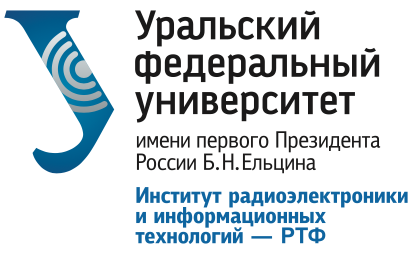 Уральский
федеральный
университет
имени первого Президента
России Б.Н.Ельцина
Институт радиоэлектроники
и информационных
технологий — РТФ